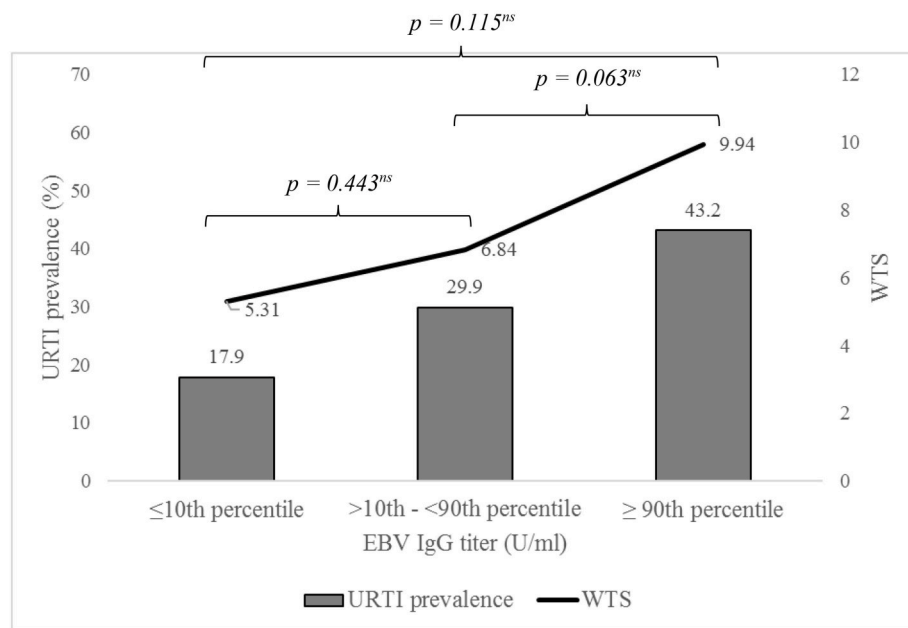 p = 0.115ns
70
12
p = 0.063ns
60
10
9.94
50
p = 0.443ns
43.2
8
40
6.84
6
30
5.31
29.9
4
20
17.9
10
2
0
0
URTI prevalence (%)
WTS
≤10th percentile
>10th - <90th percentile
≥ 90th percentile
EBV IgG titer (U/ml)
URTI prevalence
WTS